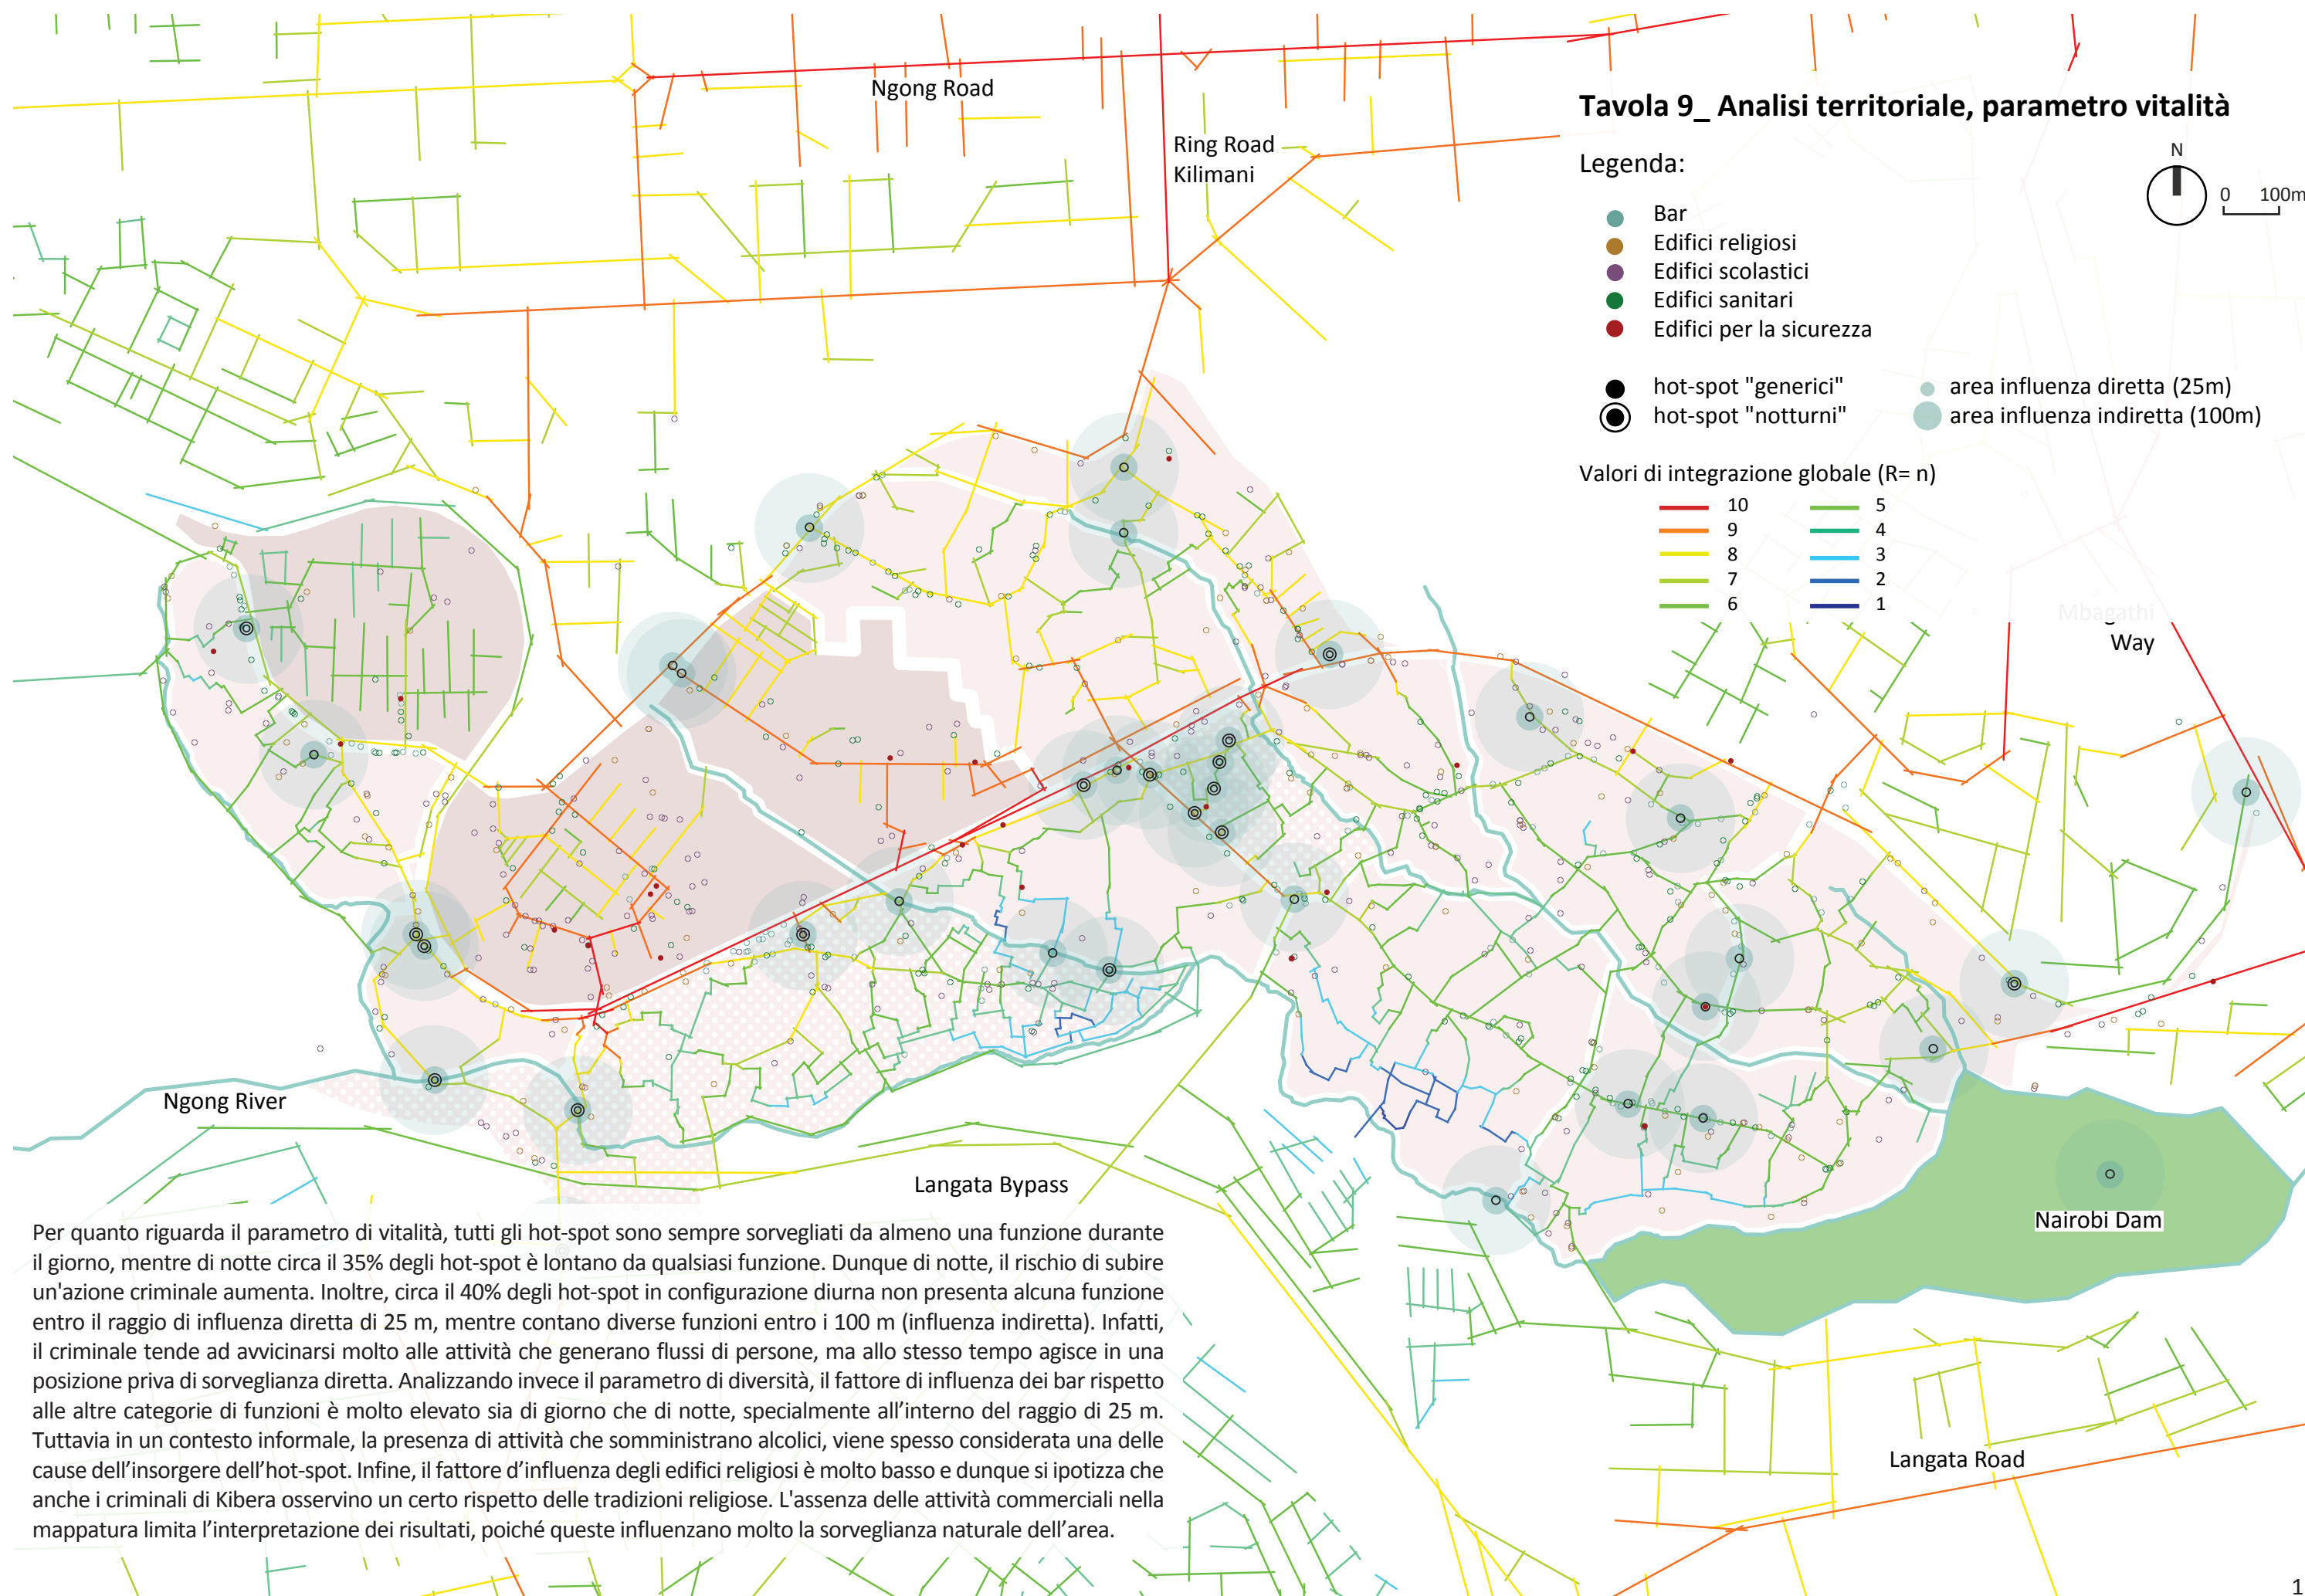 Ngong Road
Ring Road
Kilimani
Tavola 9_ Analisi territoriale, parametro vitalità
Legenda:
N
0 100m
Bar
Edifici religiosi
Edifici scolastici
Edifici sanitari
Edifici per la sicurezza
hot-spot "generici"
hot-spot "notturni"
area influenza diretta (25m)
area influenza indiretta (100m)
Valori di integrazione globale (R= n)
10
9
8
7
6
5
4
3
2
1
Mbagathi
Way
Ngong River
Langata Bypass
Nairobi Dam
Langata Road
Per quanto riguarda il parametro di vitalità, tutti gli hot-spot sono sempre sorvegliati da almeno una funzione durante
il giorno, mentre di notte circa il 35% degli hot-spot è lontano da qualsiasi funzione. Dunque di notte, il rischio di subire
un'azione criminale aumenta. Inoltre, circa il 40% degli hot-spot in configurazione diurna non presenta alcuna funzione
entro il raggio di influenza diretta di 25 m, mentre contano diverse funzioni entro i 100 m (influenza indiretta). Infatti,
il criminale tende ad avvicinarsi molto alle attività che generano flussi di persone, ma allo stesso tempo agisce in una
posizione priva di sorveglianza diretta. Analizzando invece il parametro di diversità, il fattore di influenza dei bar rispetto
alle altre categorie di funzioni è molto elevato sia di giorno che di notte, specialmente all’interno del raggio di 25 m.
Tuttavia in un contesto informale, la presenza di attività che somministrano alcolici, viene spesso considerata una delle
cause dell’insorgere dell’hot-spot. Infine, il fattore d’influenza degli edifici religiosi è molto basso e dunque si ipotizza che
anche i criminali di Kibera osservino un certo rispetto delle tradizioni religiose. L'assenza delle attività commerciali nella
mappatura limita l’interpretazione dei risultati, poiché queste influenzano molto la sorveglianza naturale dell’area.